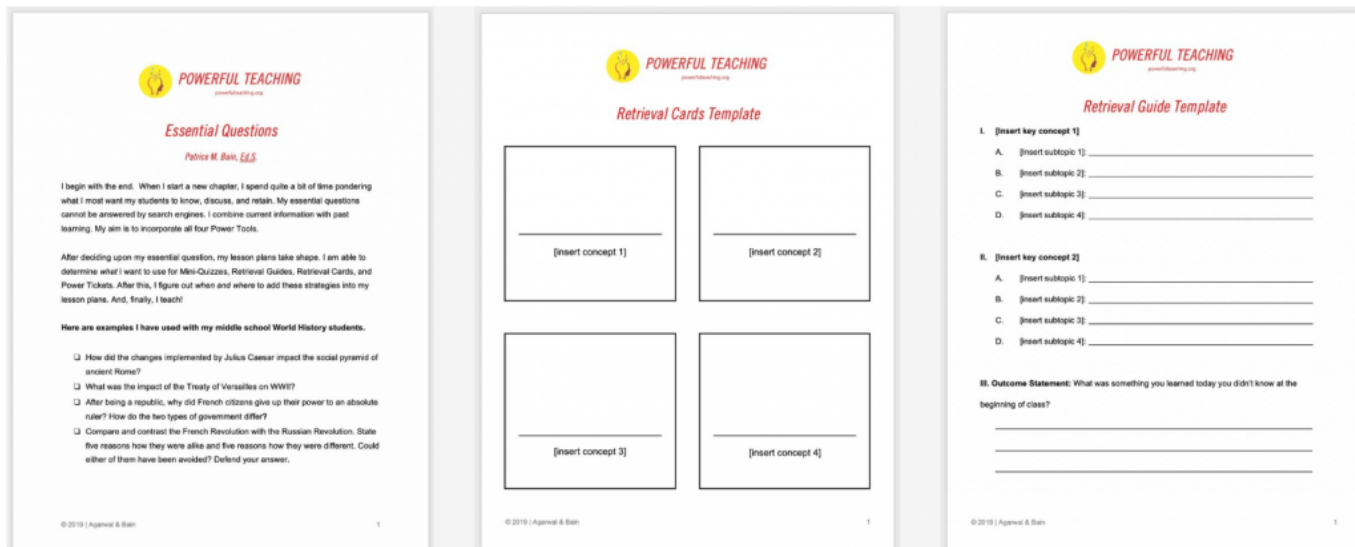 POWERFUL TEACHING
powerfulteaching.org
Essential Questions
Patrice M. Bain, Ed.S.
I begin with the end. When I start a new chapter, I spend quite a bit of time pondering
what I most want my students to know, discuss, and retain. My essential questions
cannot be answered by search engines. I combine current information with past
learning. My aim is to incorporate all four Power Tools.
After deciding upon my essential question, my lesson plans take shape. I am able to
determine what I want to use for Mini-Quizzes, Retrieval Guides, Retrieval Cards, and
Power Tickets. After this, I figure out when and where to add these strategies into my
lesson plans. And, finally, I teach!
Here are examples I have used with my middle school World History students.
❏ How did the changes implemented by Julius Caesar impact the social pyramid of
ancient Rome?
❏ What was the impact of the Treaty of Versailles on WWII?
❏ After being a republic, why did French citizens give up their power to an absolute
ruler? How do the two types of government differ?
❏ Compare and contrast the French Revolution with the Russian Revolution. State
five reasons how they were alike and five reasons how they were different. Could
either of them have been avoided? Defend your answer.
© 2019 | Agarwal & Bain 1
POWERFUL TEACHING
powerfulteaching.org
Retrieval Cards Template
[insert concept 1]
[insert concept 2]
[insert concept 3]
[insert concept 4]
© 2019 | Agarwal & Bain 1
POWERFUL TEACHING
powerfulteaching.org
Retrieval Guide Template
I. [Insert key concept 1]
A. [Insert subtopic 1]:
B. [Insert subtopic 2]:
C. [Insert subtopic 3]:
D. [Insert subtopic 4]:
II. [Insert key concept 2]
A. [Insert subtopic 1]:
B. [Insert subtopic 2]:
C. [Insert subtopic 3]:
D. [Insert subtopic 4]:
III. Outcome Statement: What was something you learned today you didn't know at the
beginning of class?
© 2019 | Agarwal & Bain 1